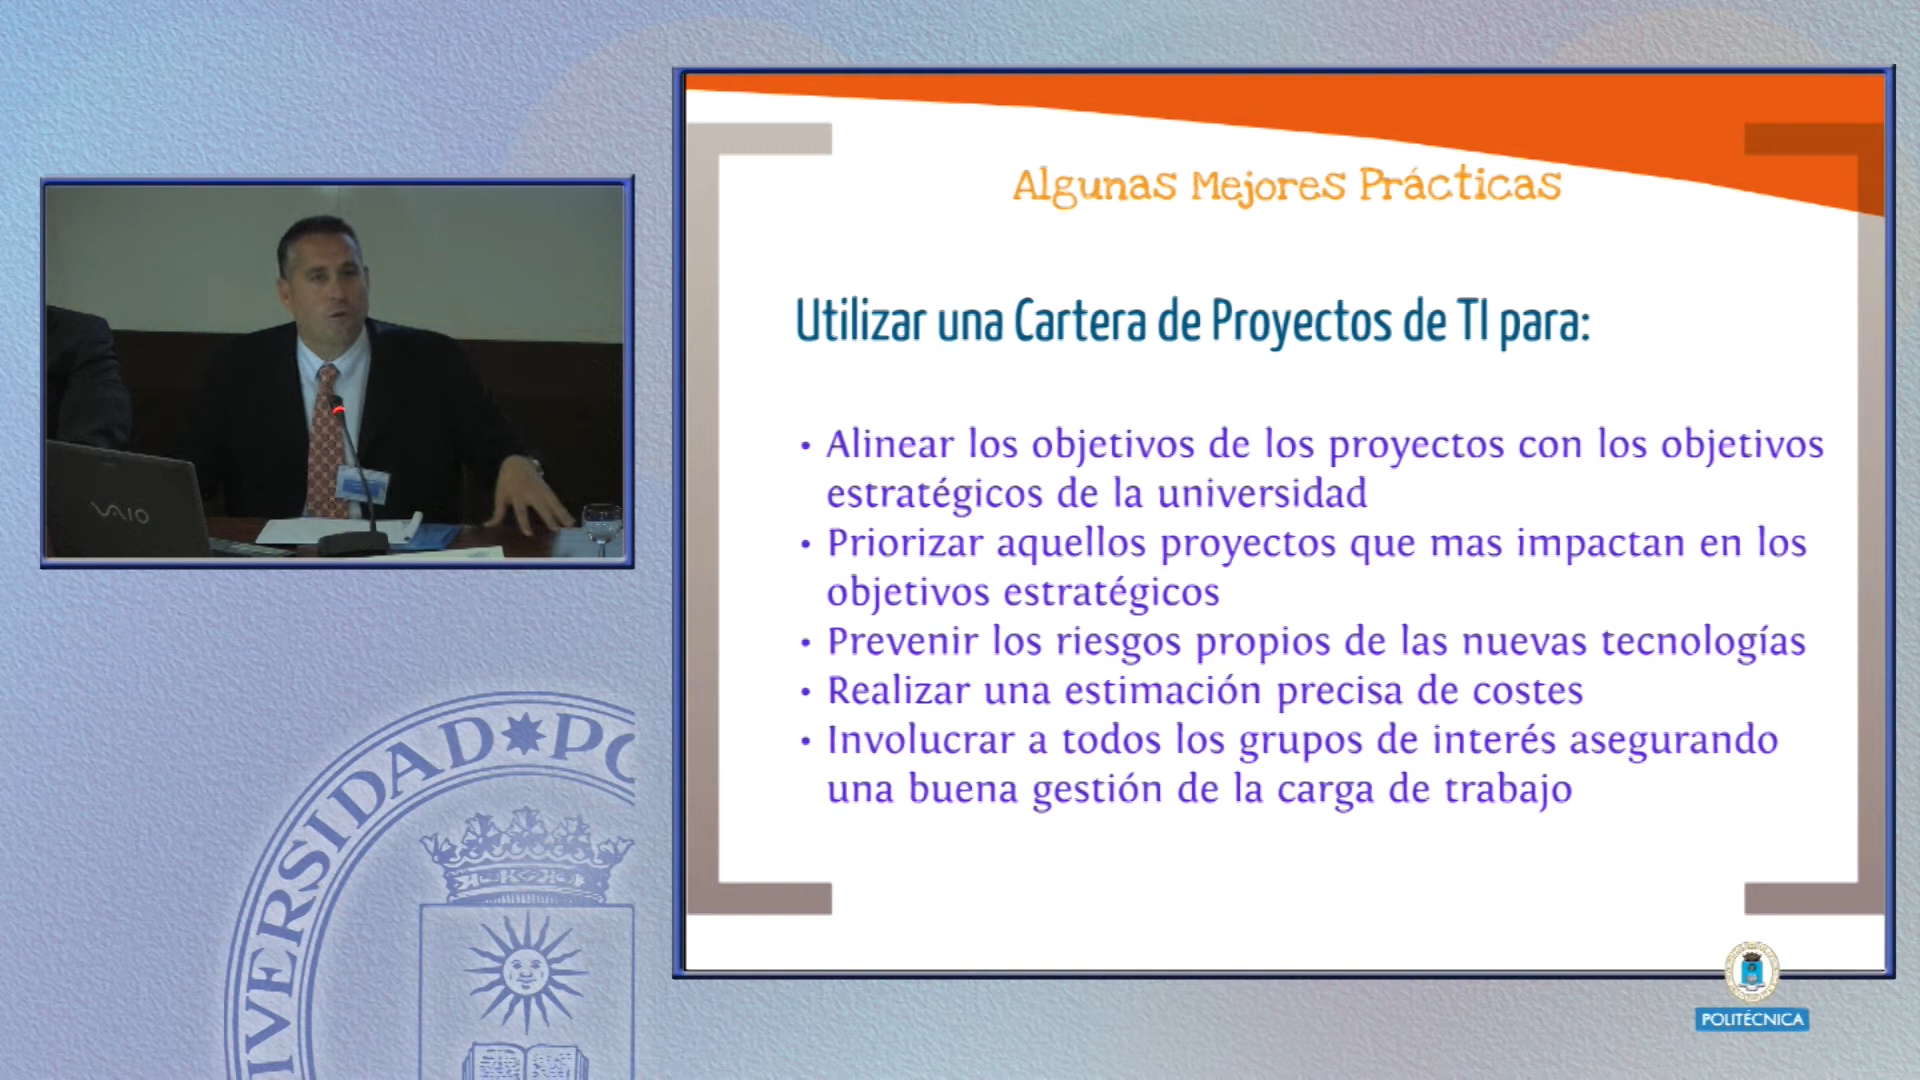 Algunas Mejores Prácticas
Utilizar una Cartera de Proyectos de TI para:
• Alinear los objetivos de los proyectos con los objetivos
estratégicos de la universidad
• Priorizar aquellos proyectos que mas impactan en los
objetivos estratégicos
• Prevenir los riesgos propios de las nuevas tecnologías
• Realizar una estimación precisa de costes
• Involucrar a todos los grupos de interés asegurando
una buena gestión de la carga de trabajo
VAIO
IVERSIDAD PO
POLITÉCNICA